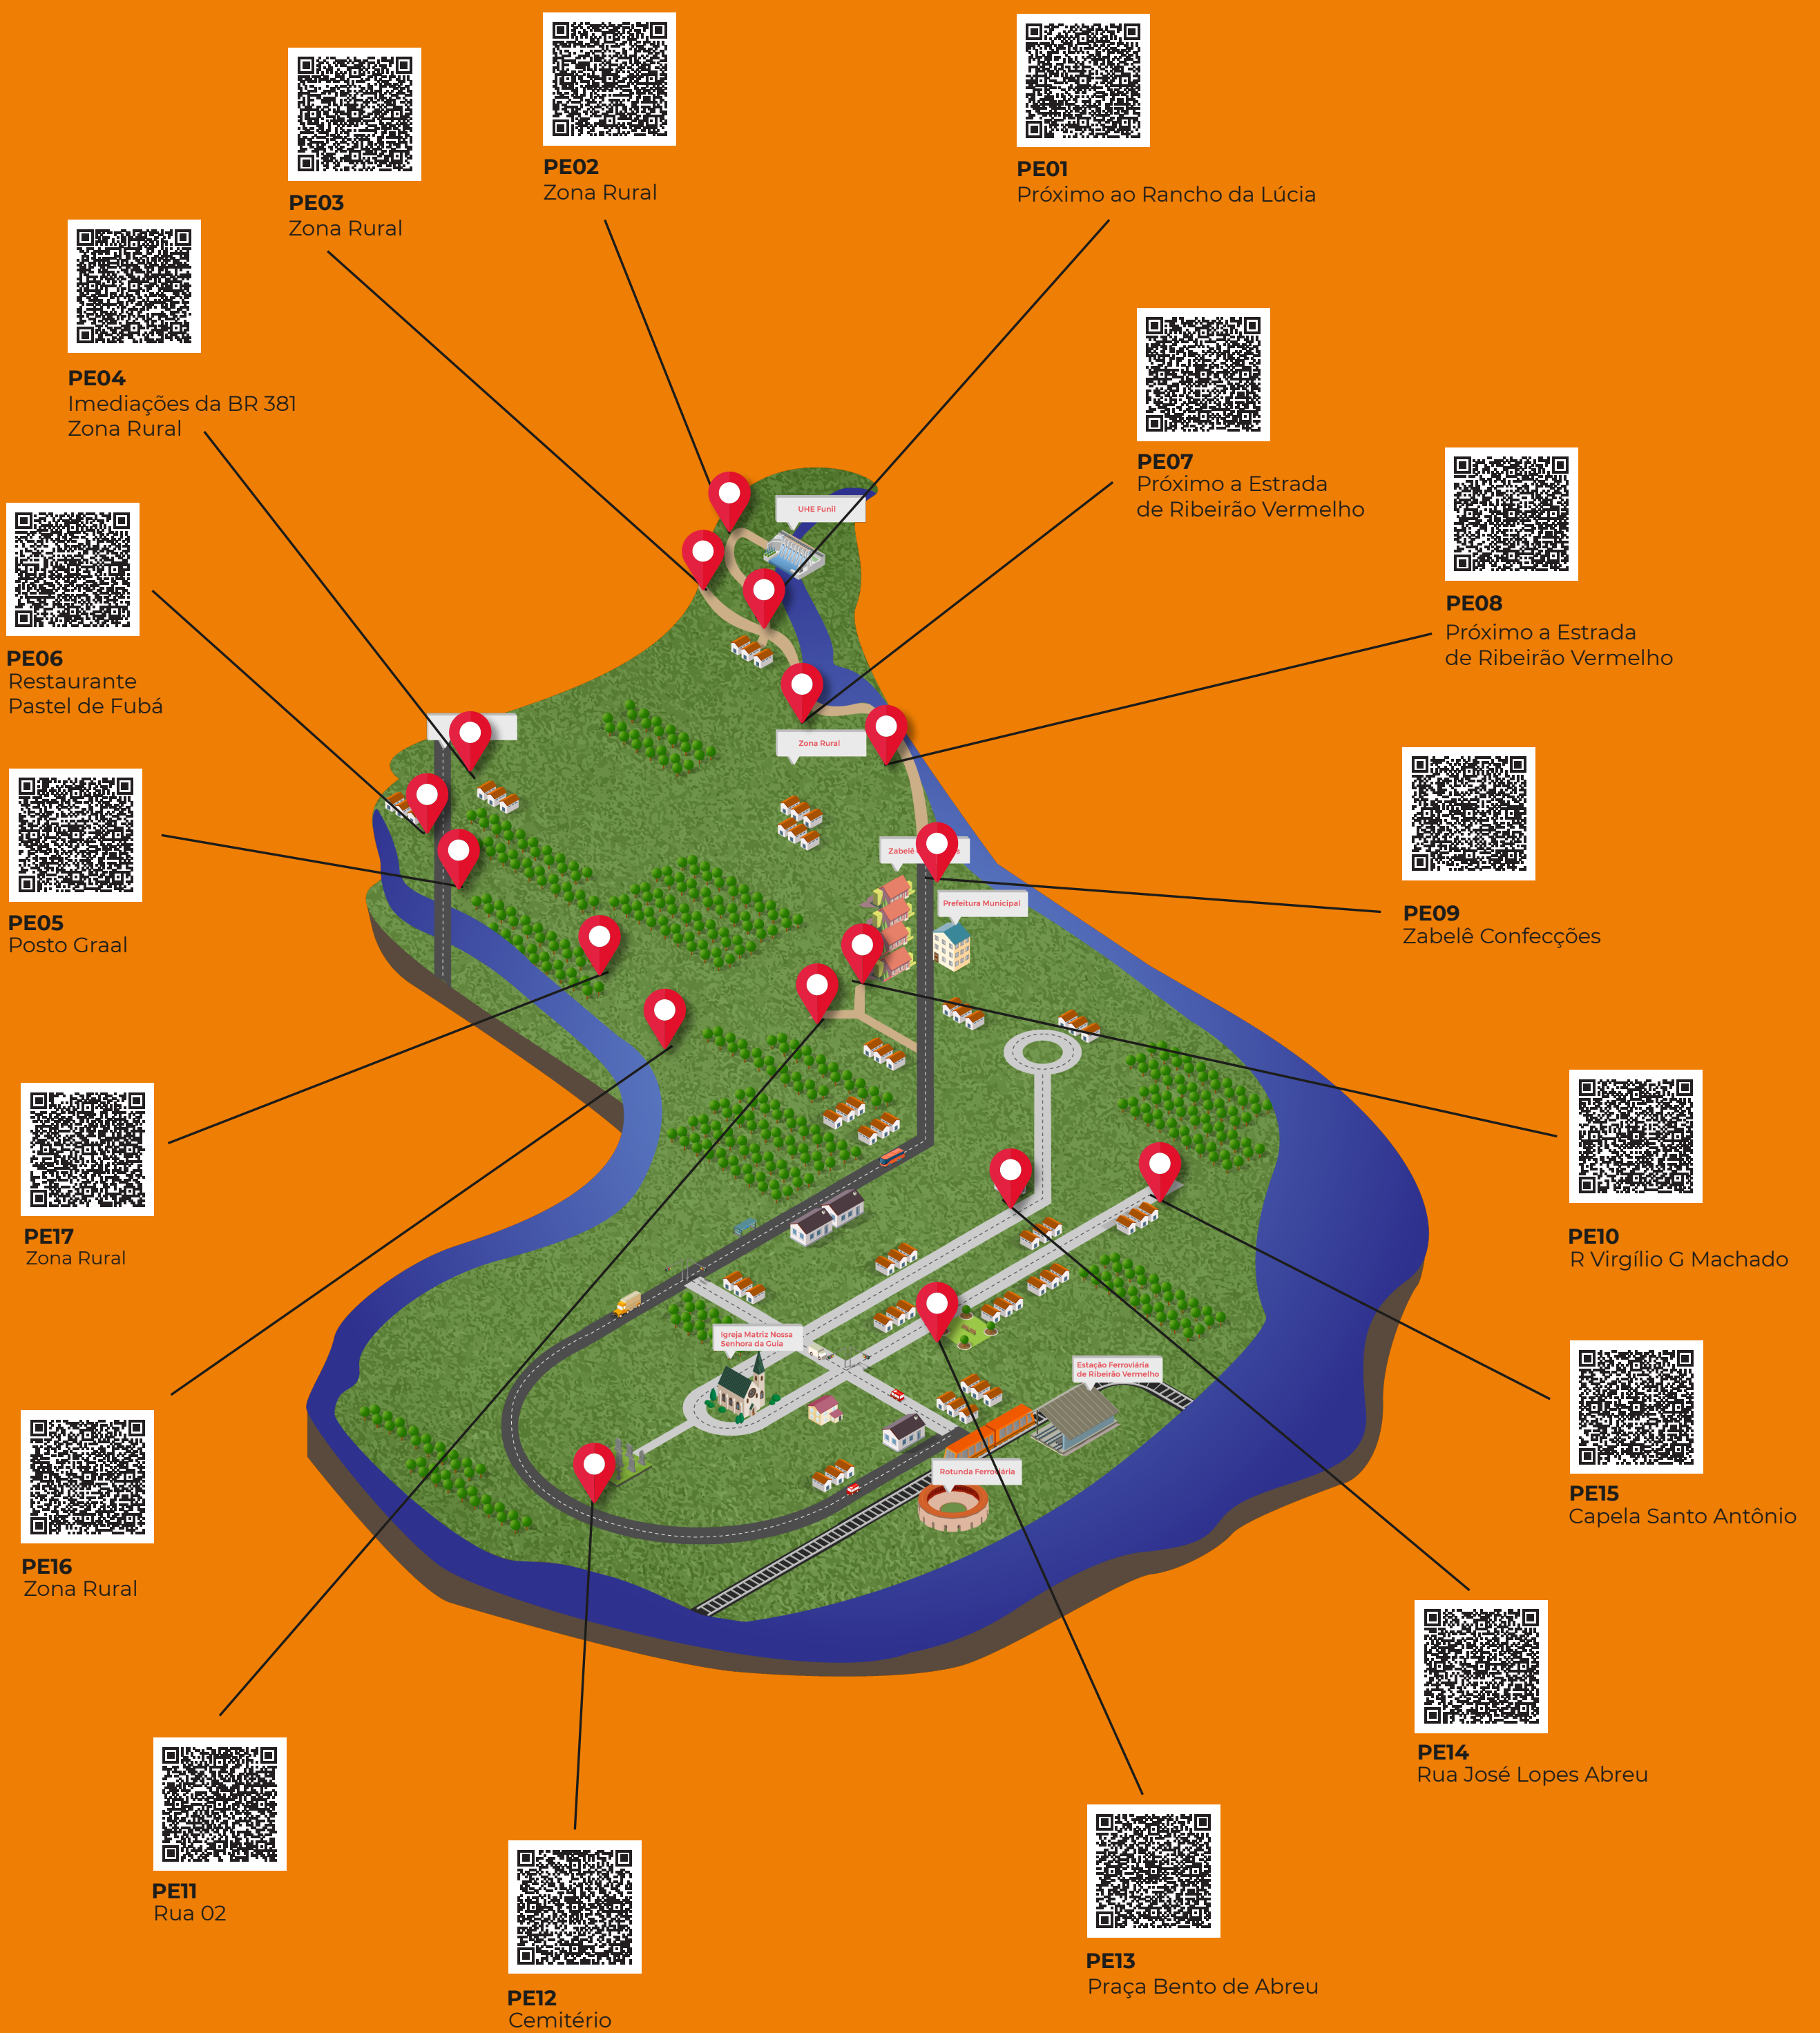 PE02
Zona Rural
PE01
Próximo ao Rancho da Lúcia
PE03
Zona Rural
PE04
Imediações da BR 381
Zona Rural
PE07
Próximo a Estrada
de Ribeirão Vermelho
UHE Funil
PE08
Próximo a Estrada
de Ribeirão Vermelho
PE06
Restaurante
Pastel de Fubá
Zona Rural
Zabelê
Prefeitura Municipal
PE09
Zabelê Confecções
PE05
Posto Graal
PE17
Zona Rural
PE10
R Virgílio G Machado
Igreja Matriz Nossa
Senhora da Guia
Estação Ferroviária
de Ribeirão Vermelho
Rotunda Ferroviária
PE15
Capela Santo Antônio
PE16
Zona Rural
PE14
Rua José Lopes Abreu
PE11
Rua 02
PE13
Praça Bento de Abreu
PE12
Cemitério